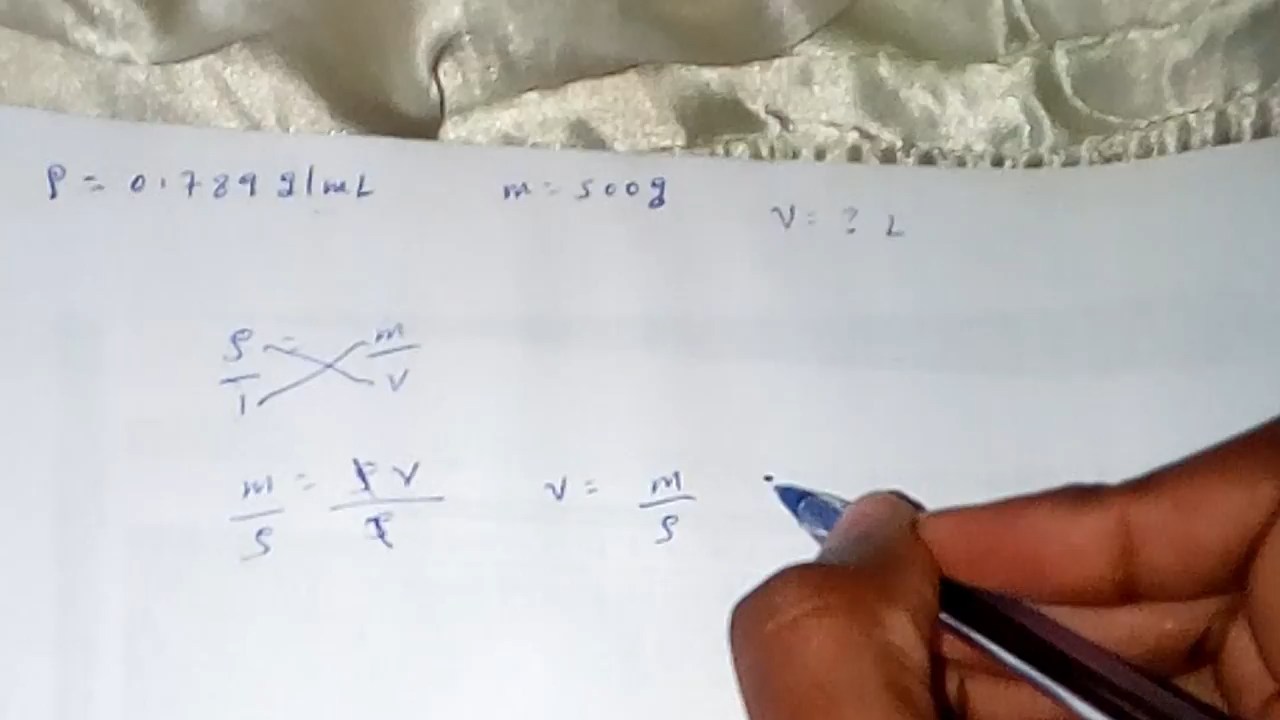 ρ = 0.789 g/mL m = 500g V = ? L
ρ/1 = m/V
m/ρ = ρV/ρ V = m/ρ